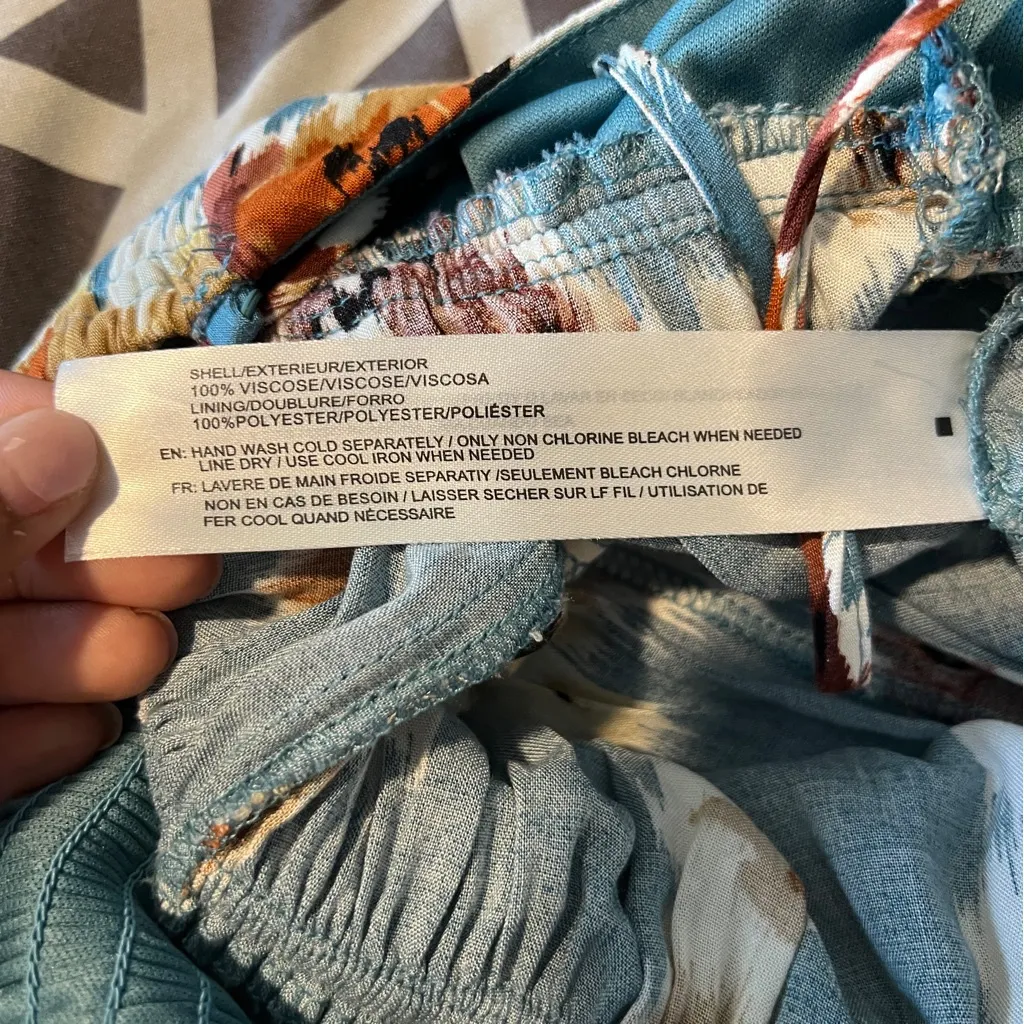 SHELL/EXTERIEUR/EXTERIOR
100% VISCOSE/VISCOSE/VISCOSA
LINING/DOUBLURE/FORRO
100%POLYESTER/POLYESTER/POLIÉSTER
EN: HAND WASH COLD SEPARATELY / ONLY NON CHLORINE BLEACH WHEN NEEDED
LINE DRY / USE COOL IRON WHEN NEEDED
FR: LAVERE DE MAIN FROIDE SEPARATIY /SEULEMENT BLEACH CHLORNE
NON EN CAS DE BESOIN / LAISSER SECHER SUR LF FIL / UTILISATION DE
FER COOL QUAND NÉCESSAIRE